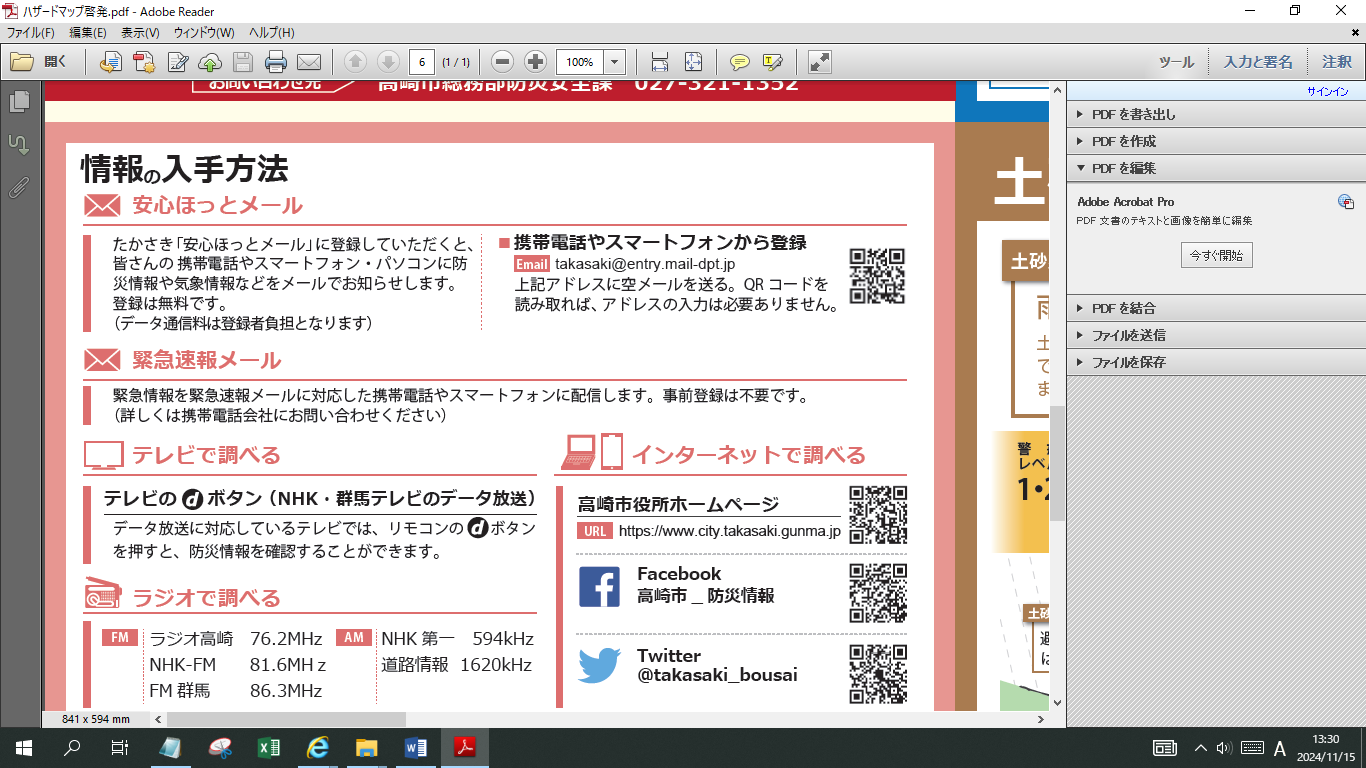 ハザードマップ啓発.pdf - Adobe Reader
ファイル(F) 編集(E) 表示(V) ウィンドウ(W) ヘルプ(H)
開く 6 (1 / 1) 100% ツール 入力と署名 注釈
サインイン
PDF を書き出し
PDF を作成
PDF を編集
Adobe Acrobat Pro
PDF 文書のテキストと画像を簡単に編集
今すぐ開始
PDF を結合
ファイルを送信
ファイルを保存
お問い合わせ先 高崎市総務部防災安全課 027-321-1352
情報の入手方法
安心ほっとメール
たかさき「安心ほっとメール」に登録していただくと、
皆さんの 携帯電話やスマートフォン・パソコンに防
災情報や気象情報などをメールでお知らせします。
登録は無料です。
（データ通信料は登録者負担となります）
■携帯電話やスマートフォンから登録
Email takasaki@entry.mail-dpt.jp
上記アドレスに空メールを送る。QR コードを
読み取れば、アドレスの入力は必要ありません。
緊急速報メール
緊急情報を緊急速報メールに対応した携帯電話やスマートフォンに配信します。事前登録は不要です。
（詳しくは携帯電話会社にお問い合わせください）
テレビで調べる
テレビの d ボタン（NHK・群馬テレビのデータ放送）
データ放送に対応しているテレビでは、リモコンの d ボタン
を押すと、防災情報を確認することができます。
ラジオで調べる
FM ラジオ高崎 76.2MHz
NHK-FM 81.6MH z
FM 群馬 86.3MHz
AM NHK 第一 594kHz
道路情報 1620kHz
インターネットで調べる
高崎市役所ホームページ
URL https://www.city.takasaki.gunma.jp
Facebook
高崎市 _ 防災情報
Twitter
@takasaki_bousai
土
土砂
雨
土
て
ま
警
レベ
1・2
土砂
は
841 x 594 mm
A 13:30
2024/11/15